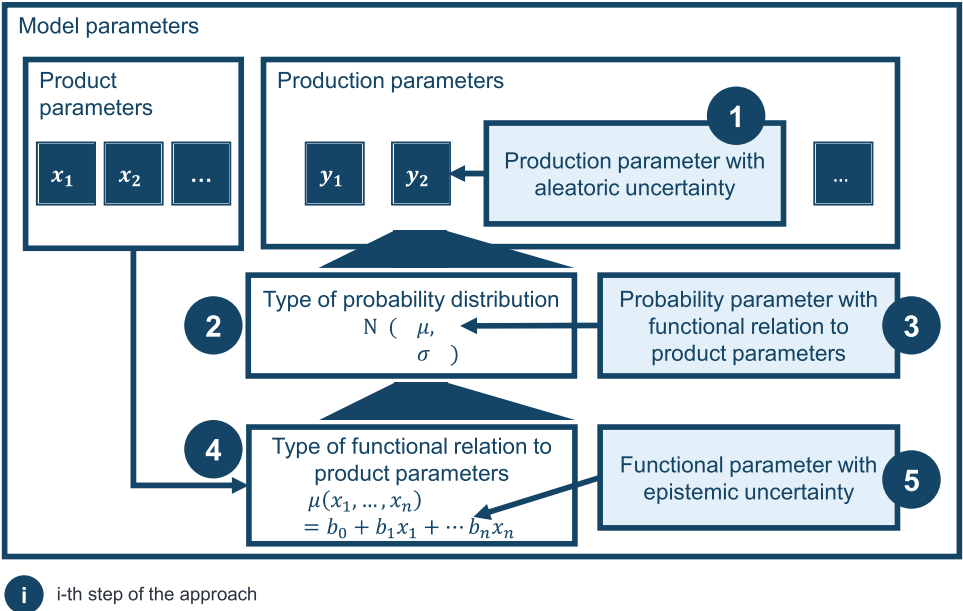 Model parameters
Product
parameters
x₁ x₂ ...
Production parameters
y₁ y₂ ...
1
Production parameter with
aleatoric uncertainty
2
Type of probability distribution
N ( μ,
σ )
Probability parameter with
functional relation to
product parameters
3
4
Type of functional relation to
product parameters
μ(x₁, ..., xₙ)
= b₀ + b₁x₁ + ⋯ bₙxₙ
Functional parameter with
epistemic uncertainty
5
i i-th step of the approach